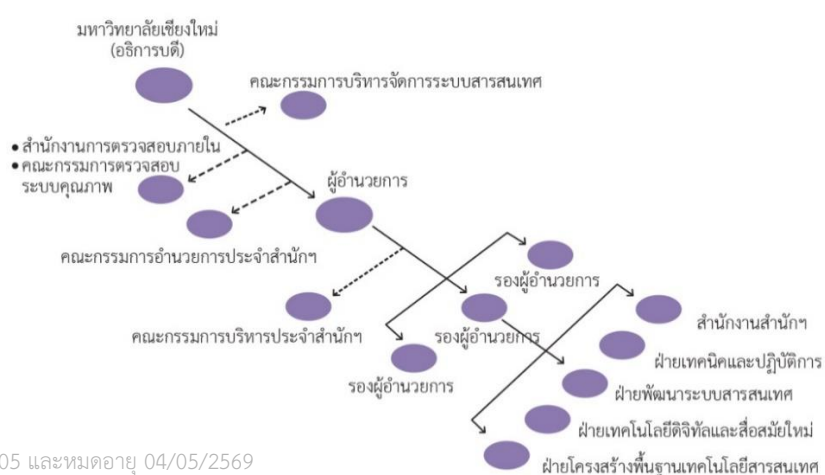 มหาวิทยาลัยเชียงใหม่
(อธิการบดี)
คณะกรรมการบริหารจัดการระบบสารสนเทศ
• สำนักงานการตรวจสอบภายใน
• คณะกรรมการตรวจสอบ
ระบบคุณภาพ
ผู้อำนวยการ
คณะกรรมการอำนวยการประจำสำนักฯ
รองผู้อำนวยการ
คณะกรรมการบริหารประจำสำนักฯ
รองผู้อำนวยการ
รองผู้อำนวยการ
สำนักงานสำนักฯ
ฝ่ายเทคนิคและปฏิบัติการ
ฝ่ายพัฒนาระบบสารสนเทศ
ฝ่ายเทคโนโลยีดิจิทัลและสื่อสมัยใหม่
ฝ่ายโครงสร้างพื้นฐานเทคโนโลยีสารสนเทศ
05 และหมดอายุ 04/05/2569